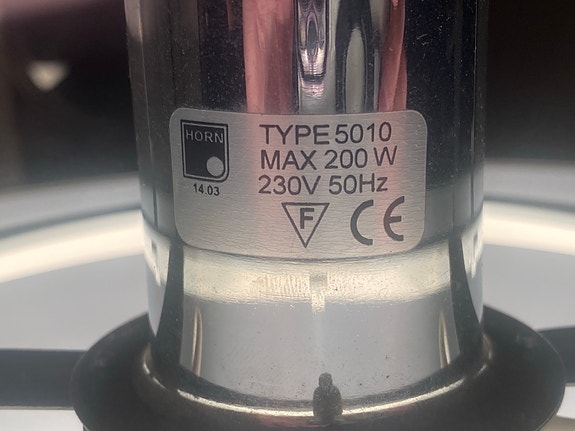 HORN
14.03
TYPE 5010
MAX 200 W
230V 50Hz
F CE